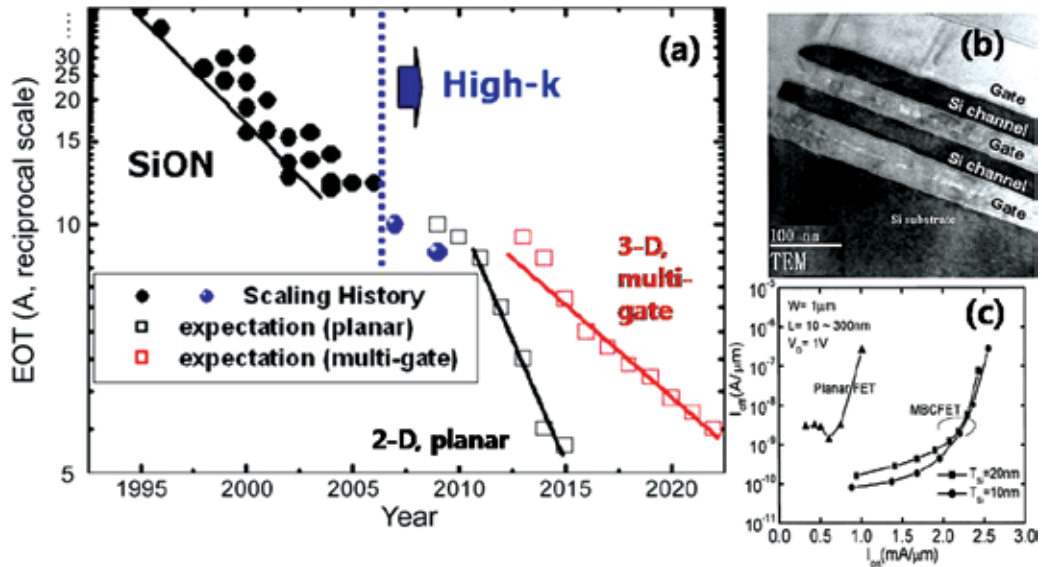 (a)
High-k
SiON
3-D,
multi-
gate
2-D, planar
Scaling History
expectation (planar)
expectation (multi-gate)
EOT (A, reciprocal scale)
30
25
20
15
10
5
1995
2000
2005
2010
2015
2020
Year
(b)
Gate
Si channel
Gate
Si channel
Gate
Si substrate
100 nm
TEM
(c)
W= 1μm
L= 10 ~ 300nm
V_D= 1V
Planar FET
MBCFET
T_Si=20nm
T_Si=10nm
I_off(A/μm)
10^-5
10^-6
10^-7
10^-8
10^-9
10^-10
10^-11
0.0
0.5
1.0
1.5
2.0
2.5
3.0